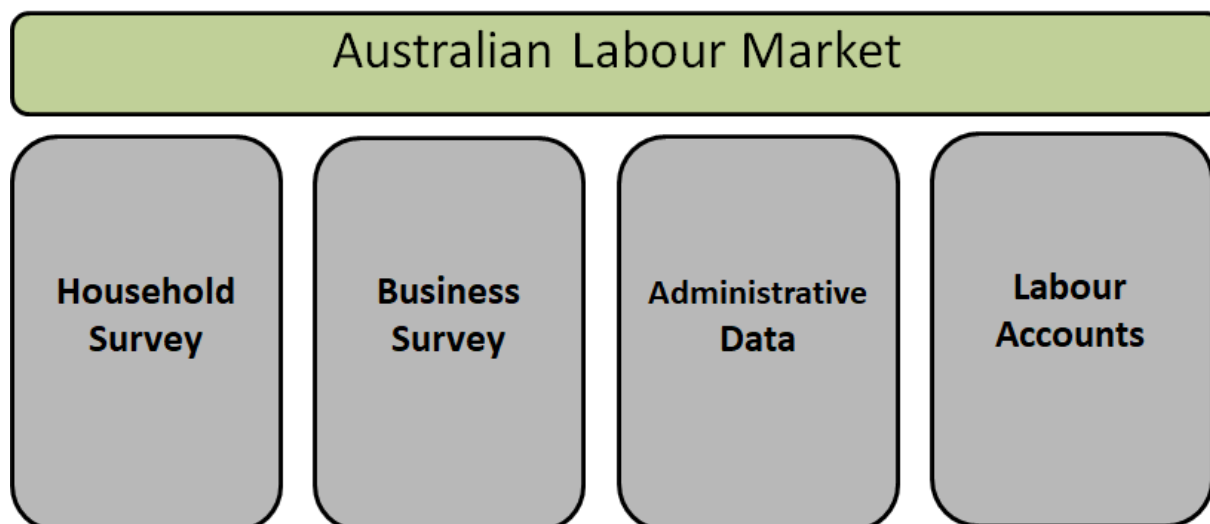 Australian Labour Market
Household
Survey
Business
Survey
Administrative
Data
Labour
Accounts